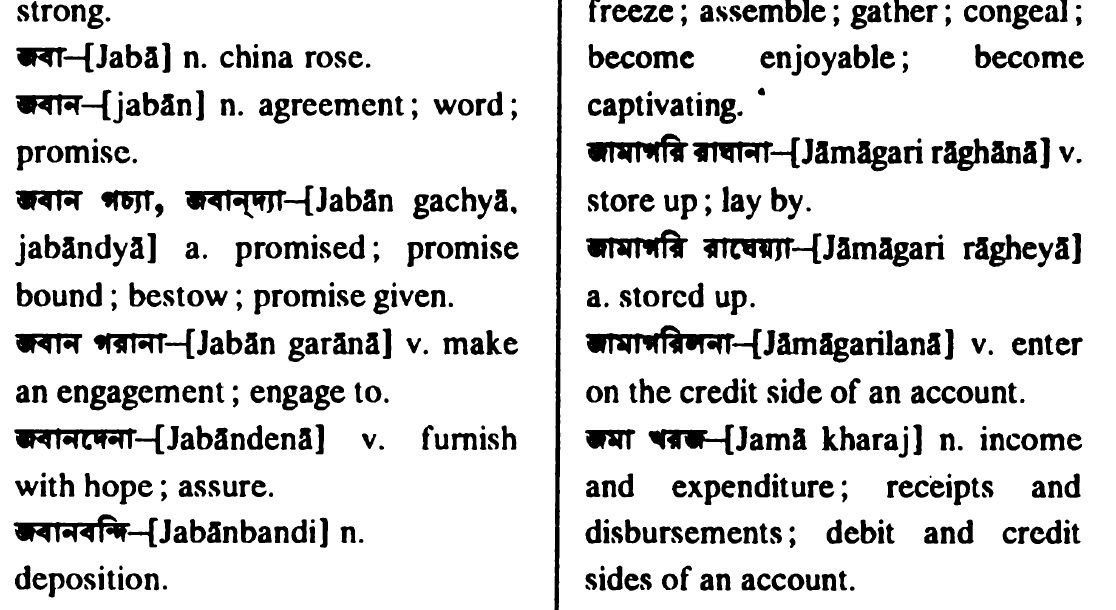 strong.
জবা–[Jabā] n. china rose.
জবান–[jabān] n. agreement; word;
promise.
জবান গচ্যা, জবান্‌দ্যা–[Jabān gachyā,
jabāndyā] a. promised; promise
bound; bestow; promise given.
জবান গরানা–[Jabān garānā] v. make
an engagement; engage to.
জবানদেনা–[Jabāndenā] v. furnish
with hope; assure.
জবানবন্দি–[Jabānbandi] n.
deposition.
freeze; assemble; gather; congeal;
become enjoyable; become
captivating.
জামাগরি রাঘানা–[Jāmāgari rāghānā] v.
store up; lay by.
জামাগরি রাঘেয়্যা–[Jāmāgari rāgheyā]
a. stored up.
জামাগরিলনা–[Jāmāgarilanā] v. enter
on the credit side of an account.
জমা খরজ–[Jamā kharaj] n. income
and expenditure; receipts and
disbursements; debit and credit
sides of an account.